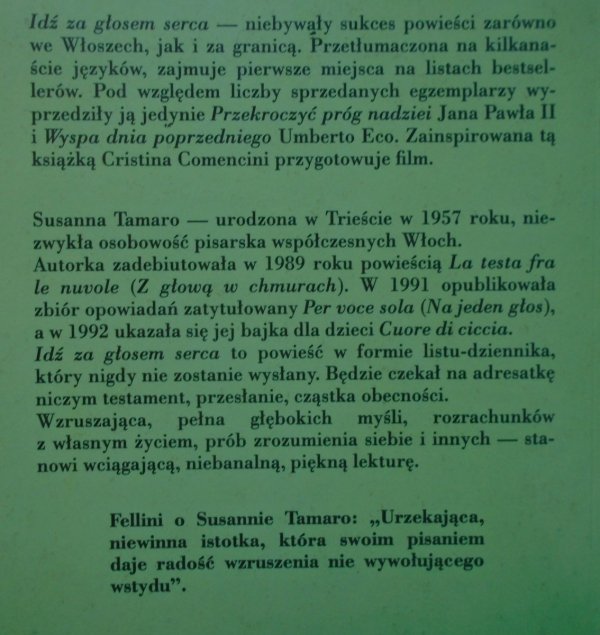 Idź za głosem serca — niebywały sukces powieści zarówno
we Włoszech, jak i za granicą. Przetłumaczona na kilkana-
ście języków, zajmuje pierwsze miejsca na listach bestsel-
lerów. Pod względem liczby sprzedanych egzemplarzy wy-
przedziły ją jedynie Przekroczyć próg nadziei Jana Pawła II
i Wyspa dnia poprzedniego Umberto Eco. Zainspirowana tą
książką Cristina Comencini przygotowuje film.
Susanna Tamaro — urodzona w Trieście w 1957 roku, nie-
zwykła osobowość pisarska współczesnych Włoch.
Autorka zadebiutowała w 1989 roku powieścią La testa fra
le nuvole (Z głową w chmurach). W 1991 opublikowała
zbiór opowiadań zatytułowany Per voce sola (Na jeden głos),
a w 1992 ukazała się jej bajka dla dzieci Cuore di ciccia.
Idź za głosem serca to powieść w formie listu-dziennika,
który nigdy nie zostanie wysłany. Będzie czekał na adresatkę
niczym testament, przesłanie, cząstka obecności.
Wzruszająca, pełna głębokich myśli, rozrachunków
z własnym życiem, prób zrozumienia siebie i innych — sta-
nowi wciągającą, niebanalną, piękną lekturę.
Fellini o Susannie Tamaro: „Urzekająca,
niewinna istotka, która swoim pisaniem
daje radość wzruszenia nie wywołującego
wstydu”.